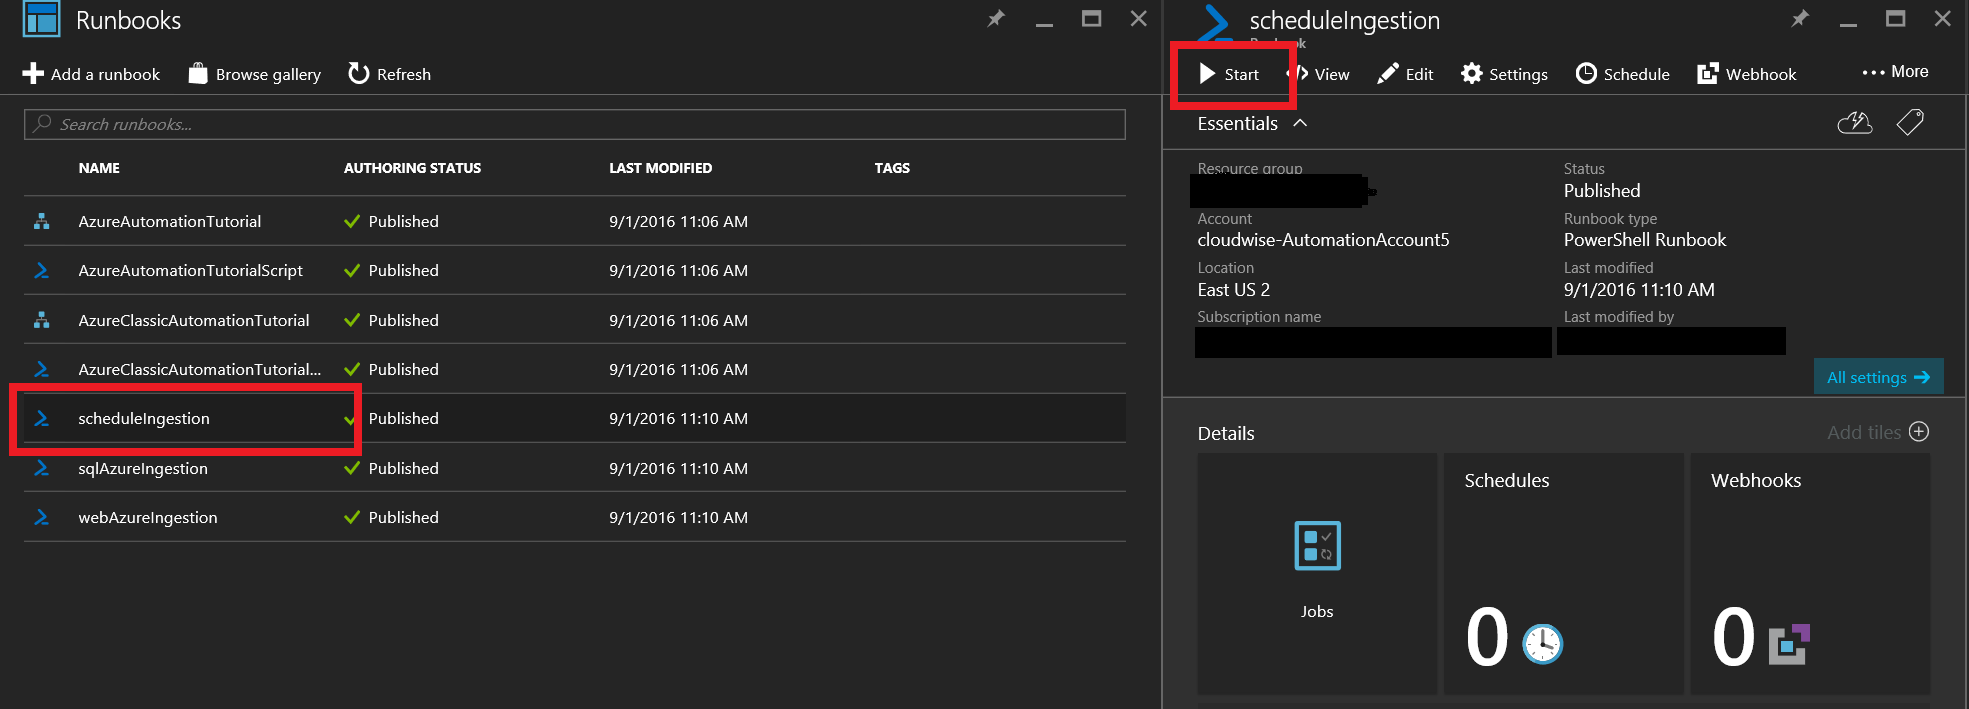 Runbooks
Add a runbook Browse gallery Refresh
Search runbooks...
NAME AUTHORING STATUS LAST MODIFIED TAGS
AzureAutomationTutorial Published 9/1/2016 11:06 AM
AzureAutomationTutorialScript Published 9/1/2016 11:06 AM
AzureClassicAutomationTutorial Published 9/1/2016 11:06 AM
AzureClassicAutomationTutorial... Published 9/1/2016 11:06 AM
scheduleIngestion Published 9/1/2016 11:10 AM
sqlAzureIngestion Published 9/1/2016 11:10 AM
webAzureIngestion Published 9/1/2016 11:10 AM
scheduleIngestion
Runbook
Start View Edit Settings Schedule Webhook More
Essentials
Resource group Status
Published
Account Runbook type
cloudwise-AutomationAccount5 PowerShell Runbook
Location Last modified
East US 2 9/1/2016 11:10 AM
Subscription name Last modified by
All settings
Details Add tiles
Schedules Webhooks
Jobs
0 0